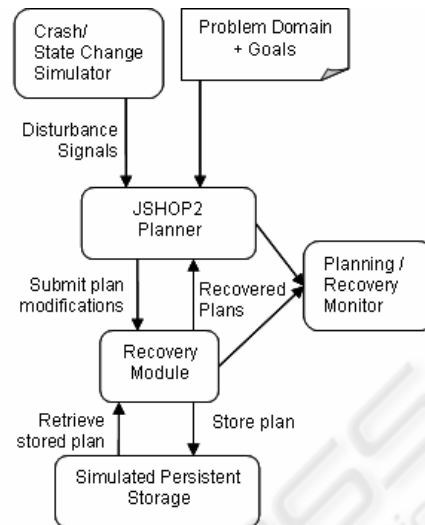 Crash/
State Change
Simulator
Problem Domain
+ Goals
Disturbance
Signals
JSHOP2
Planner
Planning /
Recovery
Monitor
Submit plan
modifications
Recovered
Plans
Recovery
Module
Retrieve
stored plan
Store plan
Simulated Persistent
Storage